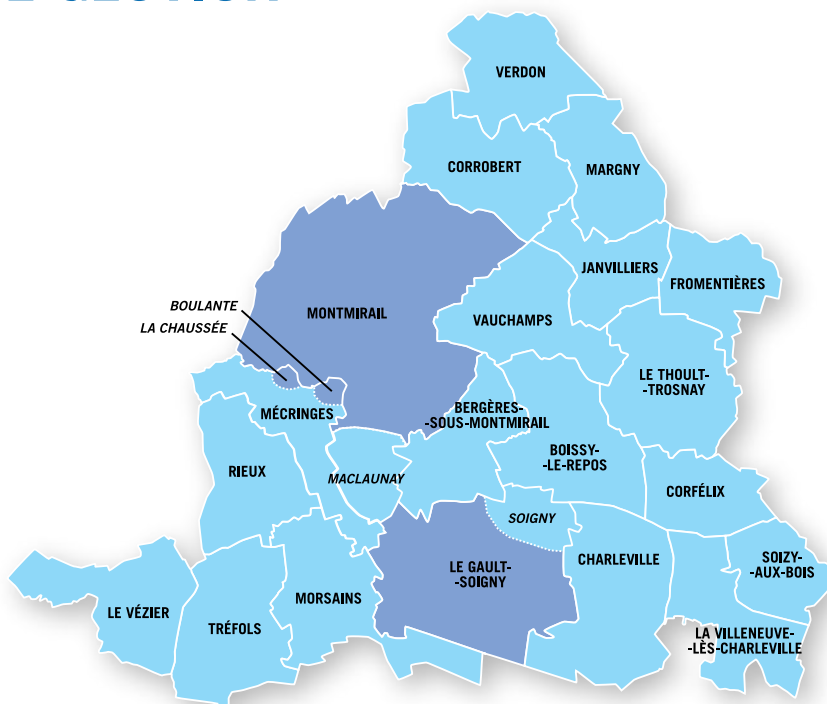 VERDON
CORROBERT
MARGNY
JANVILLIERS
FROMENTIÈRES
BOULANTE
LA CHAUSSÉE
MONTMIRAIL
VAUCHAMPS
LE THOULT-
-TROSNAY
MÉCRINGES
BERGÈRES-
-SOUS-MONTMIRAIL
BOISSY-
-LE-REPOS
RIEUX
MACLAUNAY
CORFÉLIX
SOIGNY
LE GAULT-
-SOIGNY
CHARLEVILLE
SOIZY-
-AUX-BOIS
LE VÉZIER
TRÉFOLS
MORSAINS
LA VILLENEUVE-
-LÈS-CHARLEVILLE